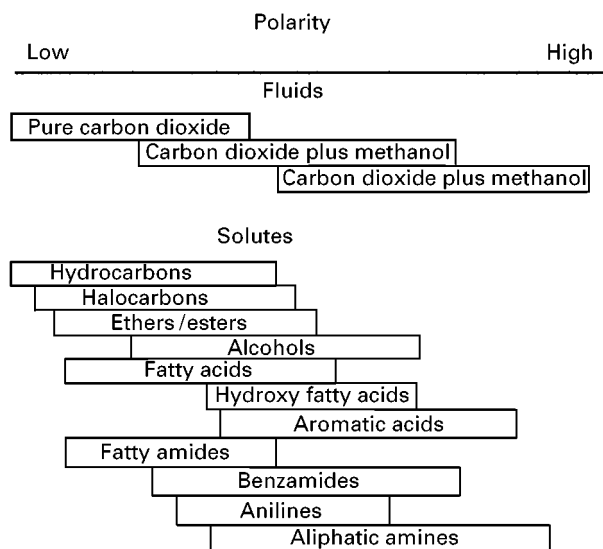 Polarity
Low High
Fluids
Pure carbon dioxide
Carbon dioxide plus methanol
Carbon dioxide plus methanol
Solutes
Hydrocarbons
Halocarbons
Ethers/esters
Alcohols
Fatty acids
Hydroxy fatty acids
Aromatic acids
Fatty amides
Benzamides
Anilines
Aliphatic amines